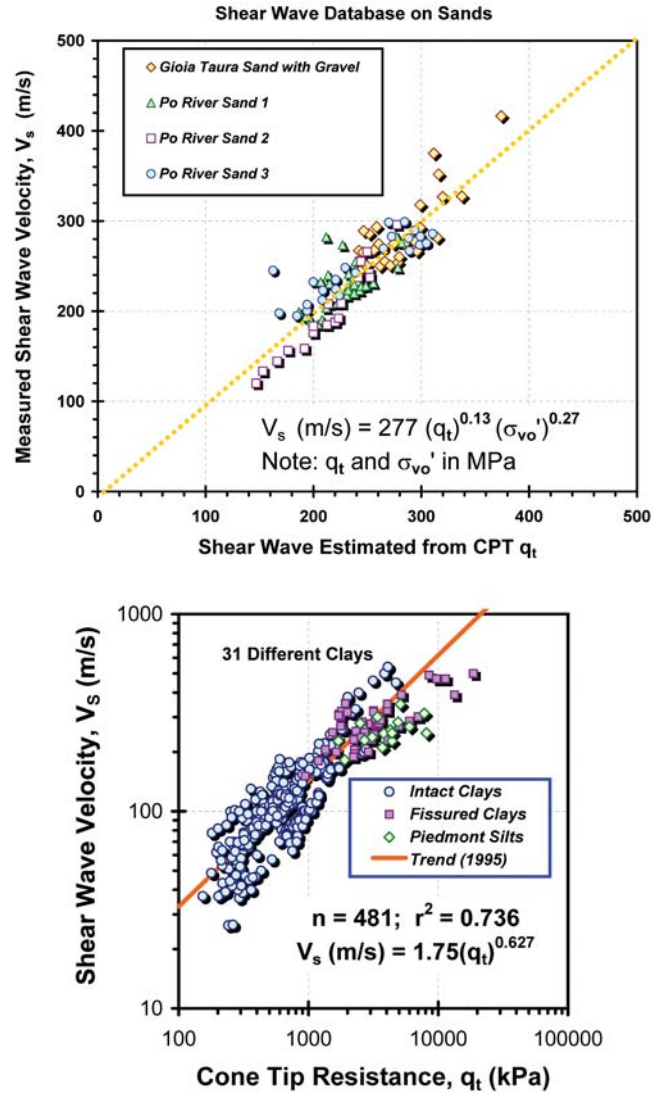 Shear Wave Database on Sands
Measured Shear Wave Velocity, Vₛ (m/s)
500
400
300
200
100
0
Gioia Taura Sand with Gravel
Po River Sand 1
Po River Sand 2
Po River Sand 3
Vₛ (m/s) = 277 (qₜ)^0.13 (σᵥₒ')^0.27
Note: qₜ and σᵥₒ' in MPa
0 100 200 300 400 500
Shear Wave Estimated from CPT qₜ
Shear Wave Velocity, Vₛ (m/s)
1000
100
10
31 Different Clays
Intact Clays
Fissured Clays
Piedmont Silts
Trend (1995)
n = 481; r² = 0.736
Vₛ (m/s) = 1.75(qₜ)^0.627
100 1000 10000 100000
Cone Tip Resistance, qₜ (kPa)